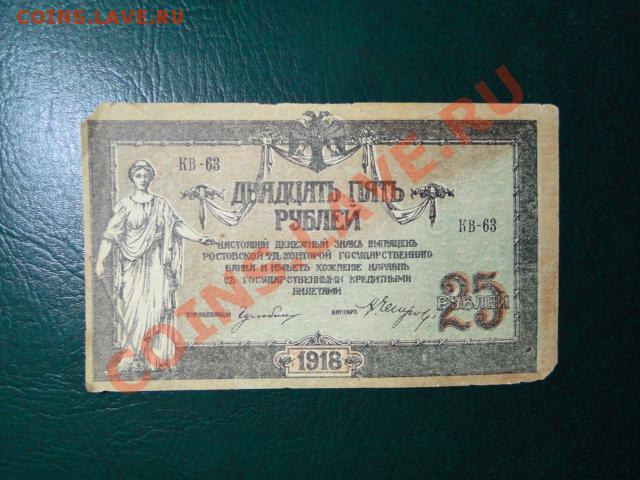 COINS.LAVE.RU
COINS.LAVE.RU
КВ-63
ДВАДЦАТЬ ПЯТЬ
РУБЛЕЙ
КВ-63
НАСТОЯЩІЙ ДЕНЕЖНЫЙ ЗНАКЪ ВЫПУЩЕНЪ
РОСТОВСКОЙ н/Д. КОНТОРОЙ ГОСУДАРСТВЕННАГО
БАНКА И ИМѢЕТЪ ХОЖДЕНІЕ НАРАВНѢ
СЪ ГОСУДАРСТВЕННЫМИ КРЕДИТНЫМИ
БИЛЕТАМИ
25
РУБЛЕЙ
КАССИРЪ
1918